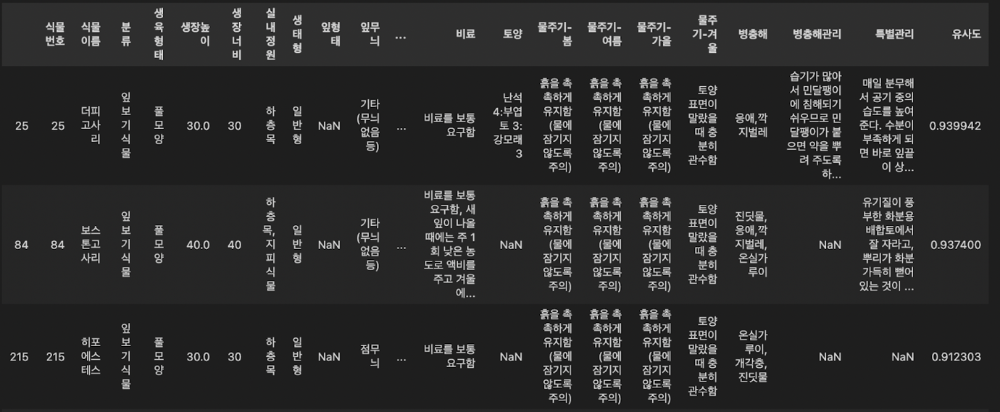 식물번호 식물이름 분류 생육형태 생장높이 생장너비 실내정원 생태형 잎형태 잎무늬 ... 비료 토양 물주기-봄 물주기-여름 물주기-가을 물주기-겨울 병충해 병충해관리 특별관리 유사도
25 25 더피고사리 잎보기식물 풀모양 30.0 30 하층목 일반형 NaN 기타(무늬없음 등) ... 비료를 보통 요구함 난석 4:부엽토 3:강모래 3 흙을 촉촉하게 유지함(물에 잠기지 않도록 주의) 흙을 촉촉하게 유지함(물에 잠기지 않도록 주의) 흙을 촉촉하게 유지함(물에 잠기지 않도록 주의) 토양 표면이 말랐을때 충분히 관수함 응애,깍지벌레 습기가 많아서 민달팽이에 침해되기 쉬우므로 민달팽이가 붙으면 약을 뿌려 주도록 하... 매일 분무해서 공기 중의 습도를 높여준다. 수분이 부족하게 되면 바로 잎끝이 상... 0.939942
84 84 보스톤고사리 잎보기식물 풀모양 40.0 40 하층목,지피식물 일반형 NaN 기타(무늬없음 등) ... 비료를 보통 요구함, 새잎이 나올 때에는 주 1회 낮은 농도로 액비를 주고 겨울에... NaN 흙을 촉촉하게 유지함(물에 잠기지 않도록 주의) 흙을 촉촉하게 유지함(물에 잠기지 않도록 주의) 흙을 촉촉하게 유지함(물에 잠기지 않도록 주의) 토양 표면이 말랐을때 충분히 관수함 진딧물,응애,깍지벌레,온실가루이 NaN 유기질이 풍부한 화분용 배합토에서 잘 자라고, 뿌리가 화분 가득히 뻗어 있는 것이 ... 0.937400
215 215 히포에스테스 잎보기식물 풀모양 30.0 30 하층목 일반형 NaN 점무늬 ... 비료를 보통 요구함 NaN 흙을 촉촉하게 유지함(물에 잠기지 않도록 주의) 흙을 촉촉하게 유지함(물에 잠기지 않도록 주의) 흙을 촉촉하게 유지함(물에 잠기지 않도록 주의) 토양 표면이 말랐을때 충분히 관수함 온실가루이,개각충,진딧물 NaN NaN 0.912303